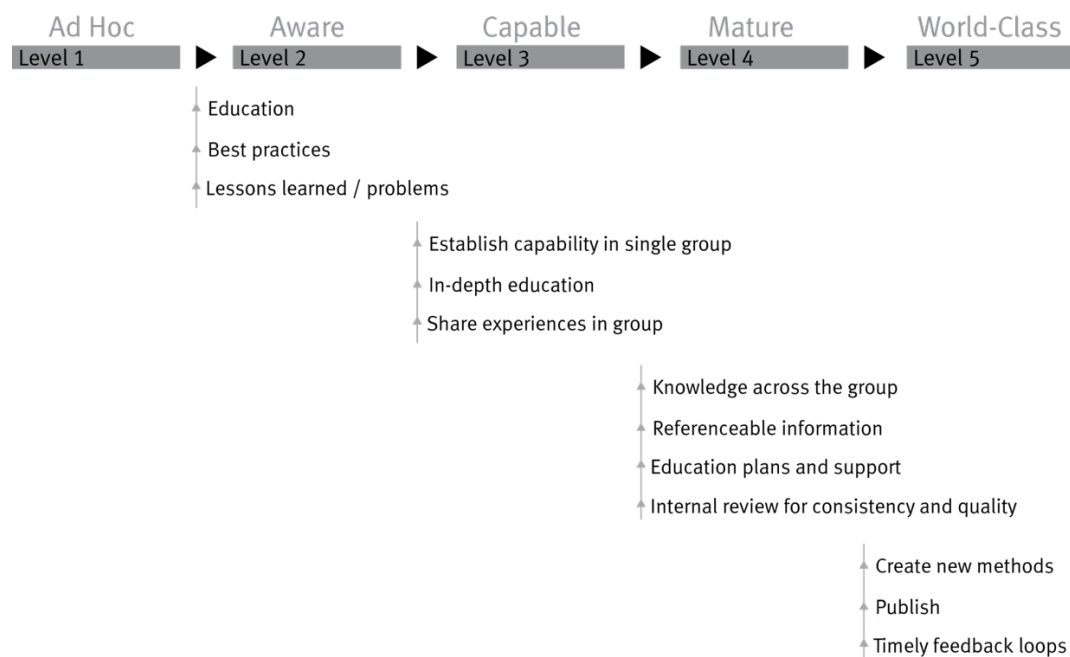 Ad Hoc
Aware
Capable
Mature
World-Class
Level 1
Level 2
Level 3
Level 4
Level 5
Education
Best practices
Lessons learned / problems
Establish capability in single group
In-depth education
Share experiences in group
Knowledge across the group
Referenceable information
Education plans and support
Internal review for consistency and quality
Create new methods
Publish
Timely feedback loops